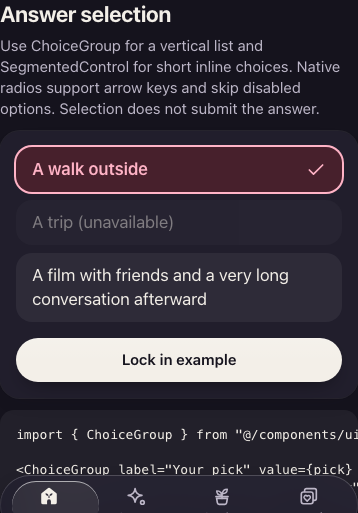 Answer selection
Use ChoiceGroup for a vertical list and
SegmentedControl for short inline choices. Native
radios support arrow keys and skip disabled
options. Selection does not submit the answer.
A walk outside
A trip (unavailable)
A film with friends and a very long
conversation afterward
Lock in example
import { ChoiceGroup } from "@/components/ui
<ChoiceGroup label="Your pick" value={pick}